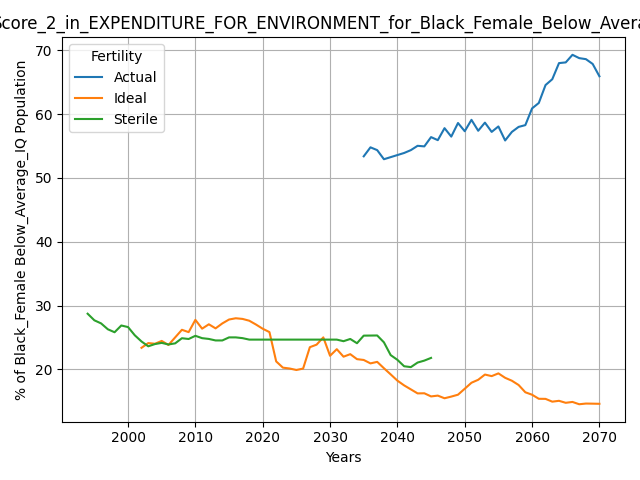 Score_2_in_EXPENDITURE_FOR_ENVIRONMENT_for_Black_Female_Below_Avera
Fertility
Actual
Ideal
Sterile
% of Black_Female Below_Average_IQ Population
70
60
50
40
30
20
2000 2010 2020 2030 2040 2050 2060 2070
Years